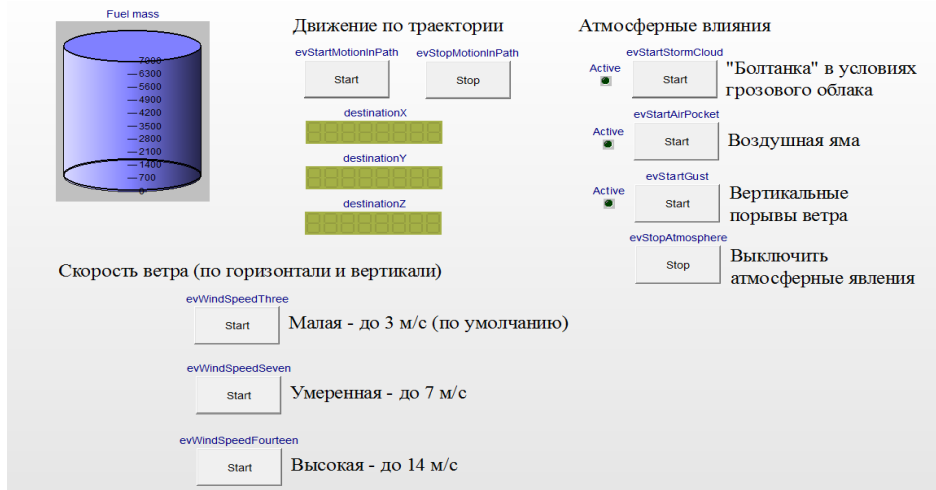 Fuel mass
7000
6300
5600
4900
4200
3500
2800
2100
1400
700
0
Движение по траектории
evStartMotionInPath
evStopMotionInPath
Start
Stop
destinationX
destinationY
destinationZ
Атмосферные влияния
evStartStormCloud
Active
Start
"Болтанка" в условиях
грозового облака
evStartAirPocket
Active
Start
Воздушная яма
evStartGust
Active
Start
Вертикальные
порывы ветра
evStopAtmosphere
Stop
Выключить
атмосферные явления
Скорость ветра (по горизонтали и вертикали)
evWindSpeedThree
Start
Малая - до 3 м/с (по умолчанию)
evWindSpeedSeven
Start
Умеренная - до 7 м/с
evWindSpeedFourteen
Start
Высокая - до 14 м/с